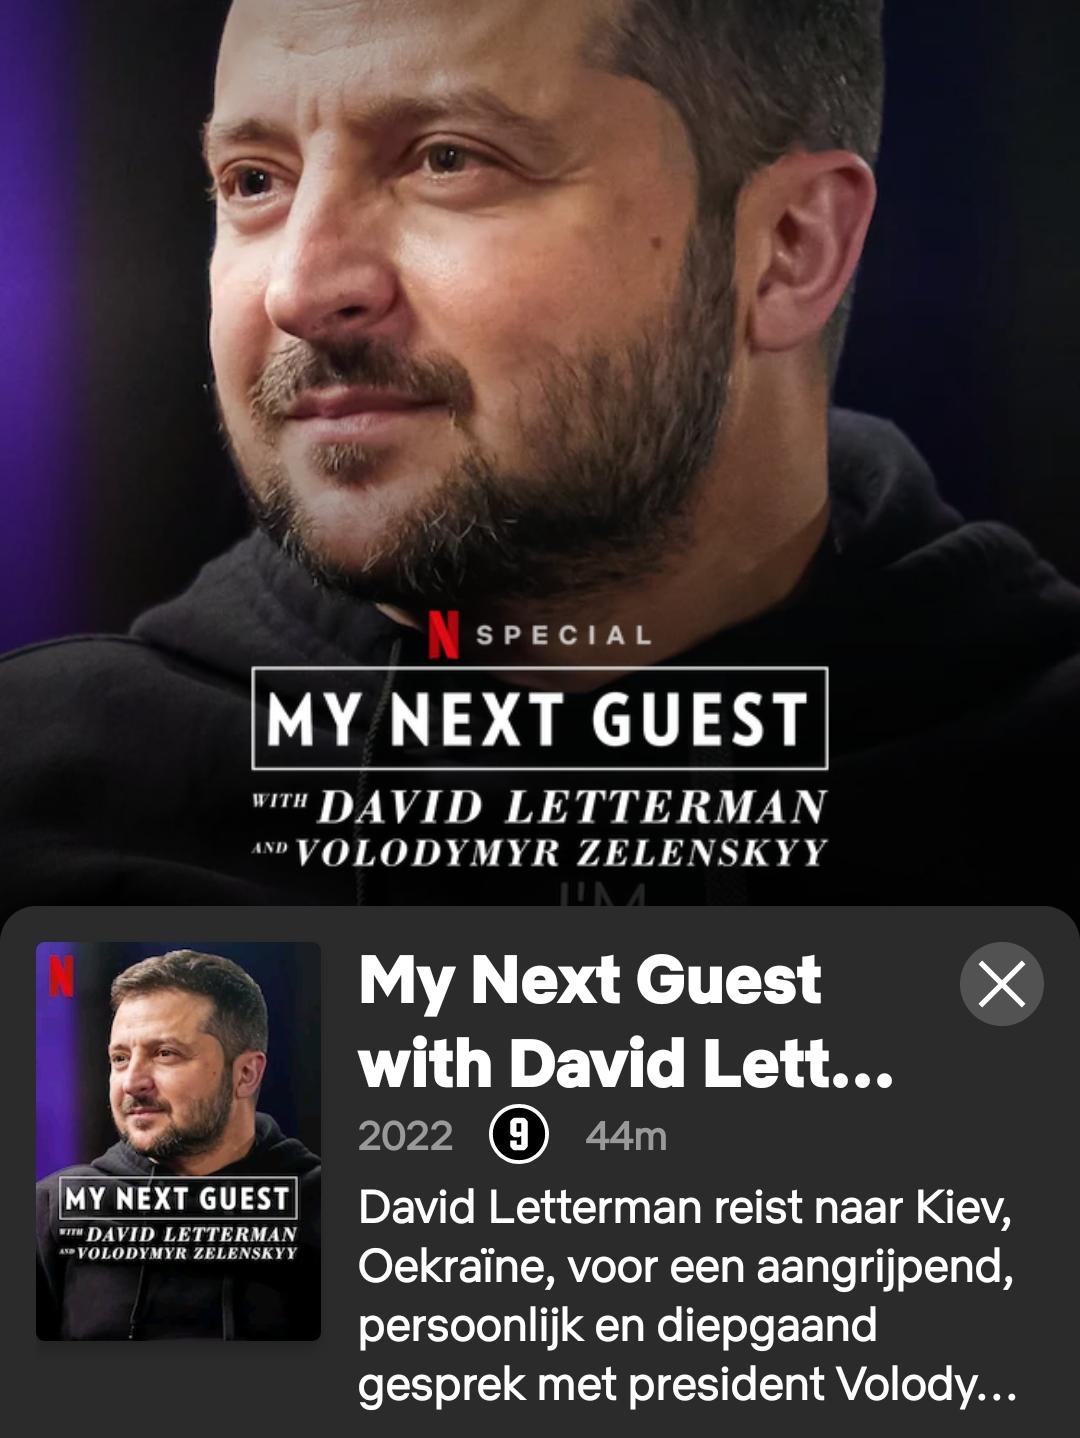 N SPECIAL
MY NEXT GUEST
WITH DAVID LETTERMAN
AND VOLODYMYR ZELENSKYY
I'M
N
MY NEXT GUEST
WITH DAVID LETTERMAN
AND VOLODYMYR ZELENSKYY
My Next Guest
with David Lett...
2022 9 44m
David Letterman reist naar Kiev,
Oekraïne, voor een aangrijpend,
persoonlijk en diepgaand
gesprek met president Volody...